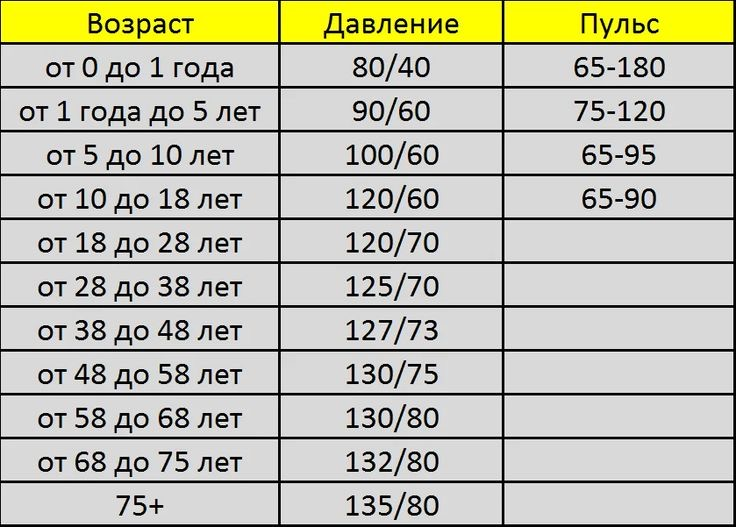 Возраст Давление Пульс
от 0 до 1 года 80/40 65-180
от 1 года до 5 лет 90/60 75-120
от 5 до 10 лет 100/60 65-95
от 10 до 18 лет 120/60 65-90
от 18 до 28 лет 120/70
от 28 до 38 лет 125/70
от 38 до 48 лет 127/73
от 48 до 58 лет 130/75
от 58 до 68 лет 130/80
от 68 до 75 лет 132/80
75+ 135/80